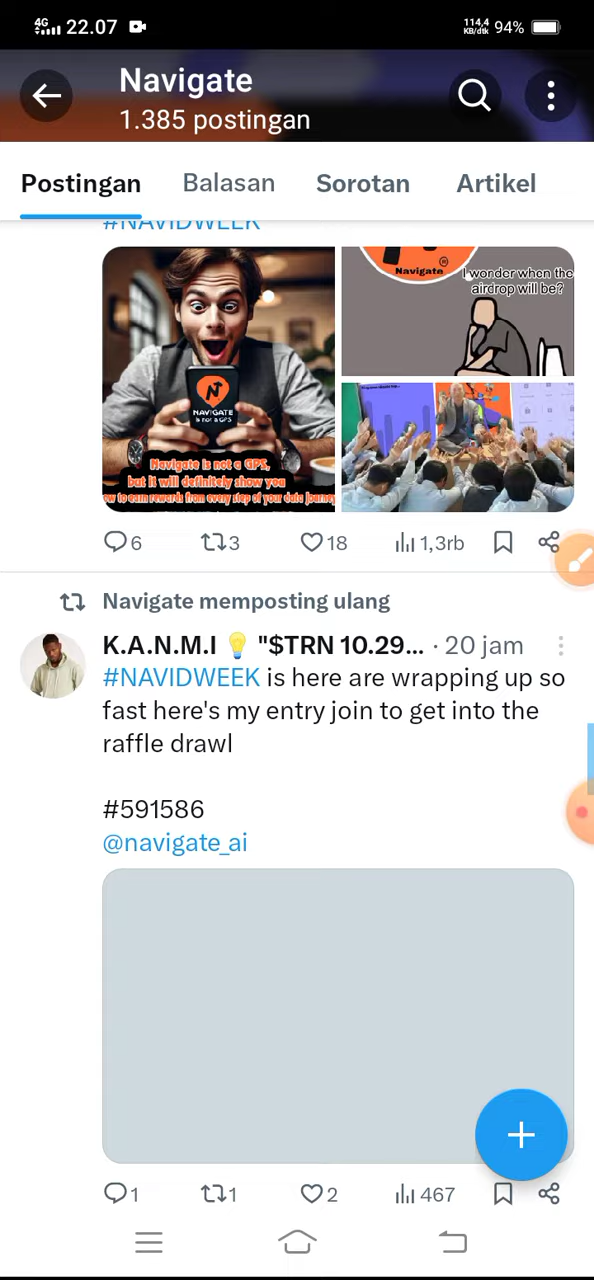 4G 22.07 114,4 KB/dtk 94%
Navigate
1.385 postingan
Postingan Balasan Sorotan Artikel
#NAVIDWEEK
Navigate
I wonder when the
airdrop will be?
NAVIGATE
is not a GPS
Navigate is not a GPS,
but it will definitely show you
to earn rewards from every step of your data journey
6 3 18 1,3rb
Navigate memposting ulang
K.A.N.M.I 💡 "$TRN 10.29... · 20 jam
#NAVIDWEEK is here are wrapping up so
fast here's my entry join to get into the
raffle drawl
#591586
@navigate_ai
1 1 2 467